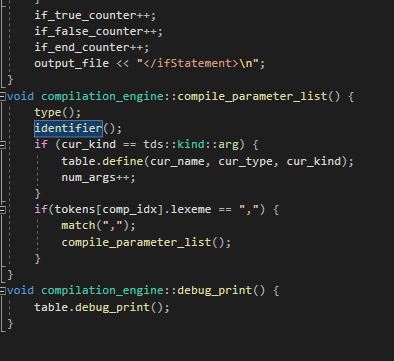 if_true_counter++;
if_false_counter++;
if_end_counter++;
output_file << "</ifStatement>\n";
}
void compilation_engine::compile_parameter_list() {
type();
identifier();
if (cur_kind == tds::kind::arg) {
table.define(cur_name, cur_type, cur_kind);
num_args++;
}
if(tokens[comp_idx].lexeme == ",") {
match(",");
compile_parameter_list();
}
}
void compilation_engine::debug_print() {
table.debug_print();
}